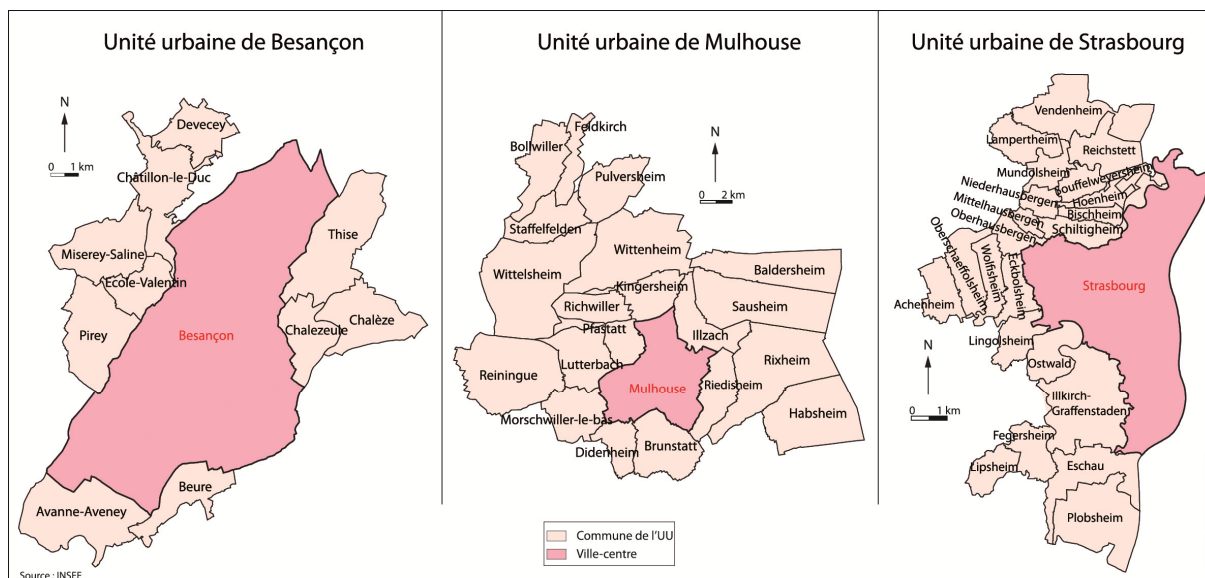 Unité urbaine de Besançon
N
0 1 km
Devecey
Châtillon-le-Duc
Miserey-Saline
École-Valentin
Pirey
Besançon
Thise
Chalezeule
Chalèze
Avanne-Aveney
Beure
Source : INSEE
Unité urbaine de Mulhouse
N
0 2 km
Feldkirch
Bollwiller
Pulversheim
Staffelfelden
Wittenheim
Wittelsheim
Baldersheim
Kingersheim
Richwiller
Sausheim
Pfastatt
Illzach
Lutterbach
Rixheim
Reiningue
Mulhouse
Riedisheim
Habsheim
Morschwiller-le-bas
Didenheim
Brunstatt
Commune de l'UU
Ville-centre
Unité urbaine de Strasbourg
Vendenheim
Lampertheim
Reichstett
Mundolsheim
Souffelweyersheim
Niederhausbergen
Hoenheim
Mittelhausbergen
Bischheim
Oberhausbergen
Schiltigheim
Oberschaeffolsheim
Wolfisheim
Eckbolsheim
Strasbourg
Achenheim
Lingolsheim
N
Ostwald
0 1 km
Illkirch-
Graffenstaden
Fegersheim
Lipsheim
Eschau
Plobsheim